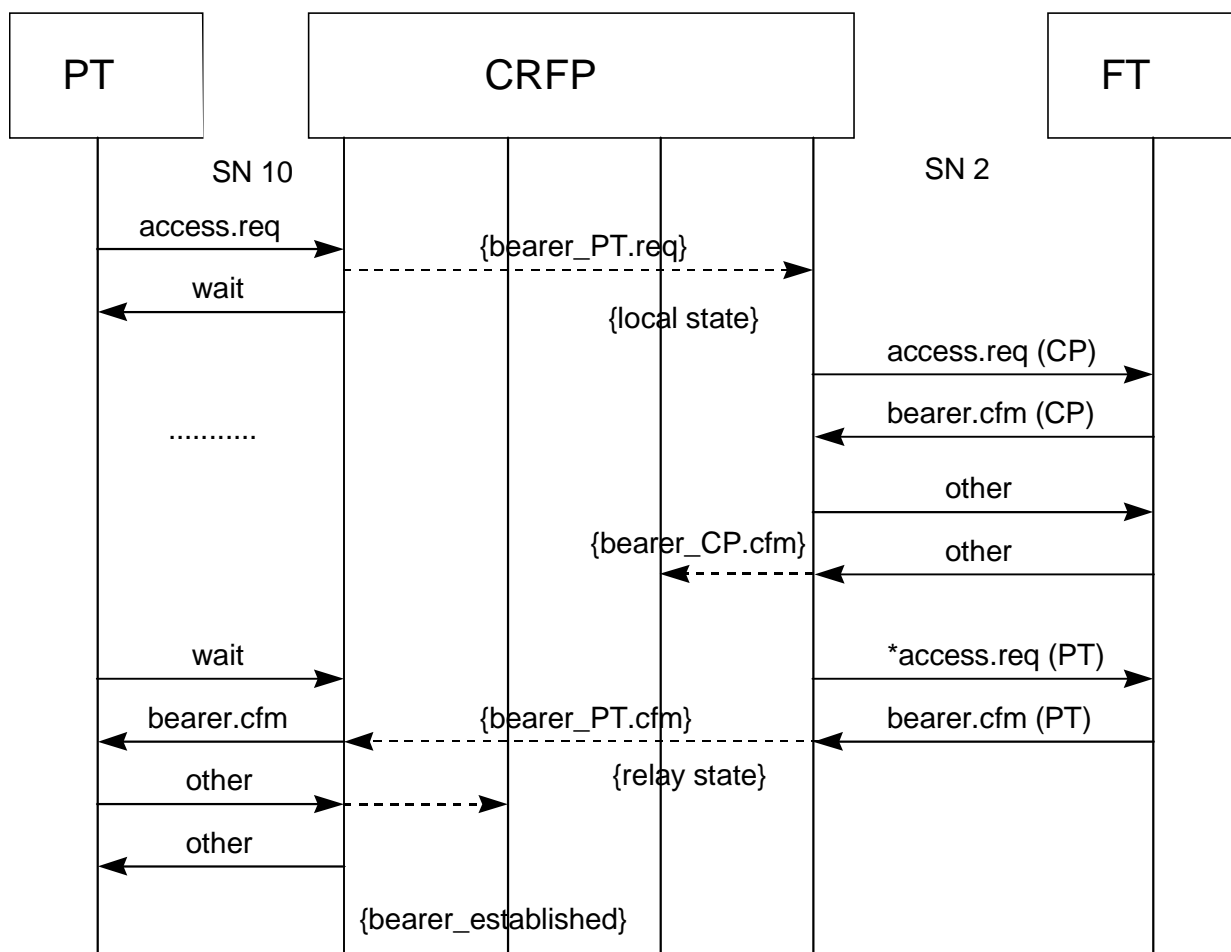 PT
CRFP
FT
SN 10
SN 2
access.req
{bearer_PT.req}
wait
{local state}
access.req (CP)
...........
bearer.cfm (CP)
other
{bearer_CP.cfm}
other
wait
*access.req (PT)
bearer.cfm
{bearer_PT.cfm}
bearer.cfm (PT)
other
{relay state}
other
{bearer_established}